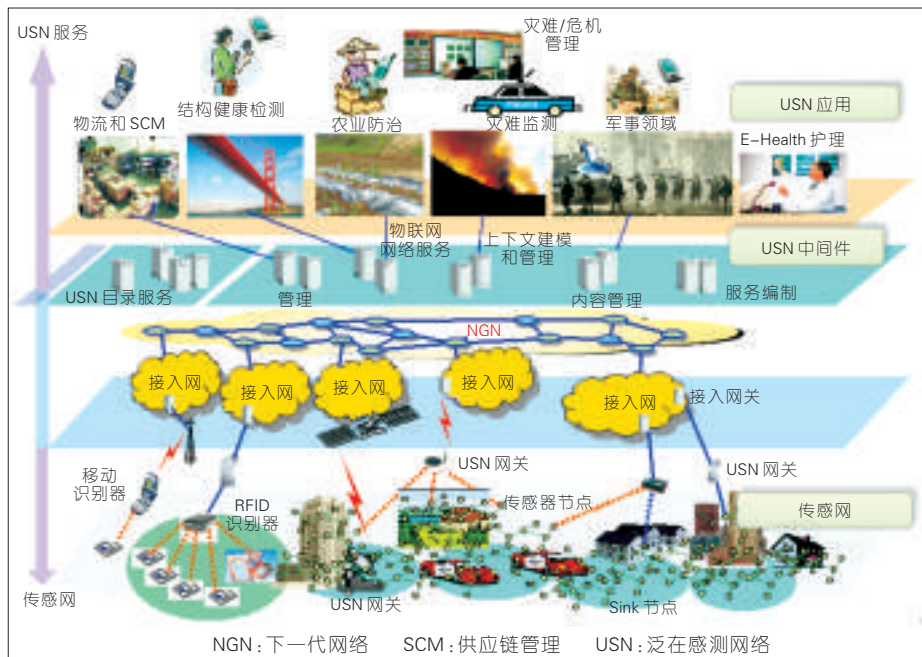 USN 服务
灾难/危机
管理
结构健康检测
物流和 SCM
农业防治
灾难监测
军事领域
USN 应用
E-Health 护理
物联网
网络服务
上下文建模
和管理
USN 中间件
USN 目录服务
管理
内容管理
服务编制
NGN
接入网
接入网
接入网
接入网
接入网
接入网关
移动
识别器
RFID
识别器
USN 网关
传感器节点
USN 网关
传感网
传感网
USN 网关
Sink 节点
NGN:下一代网络 SCM:供应链管理 USN:泛在感测网络